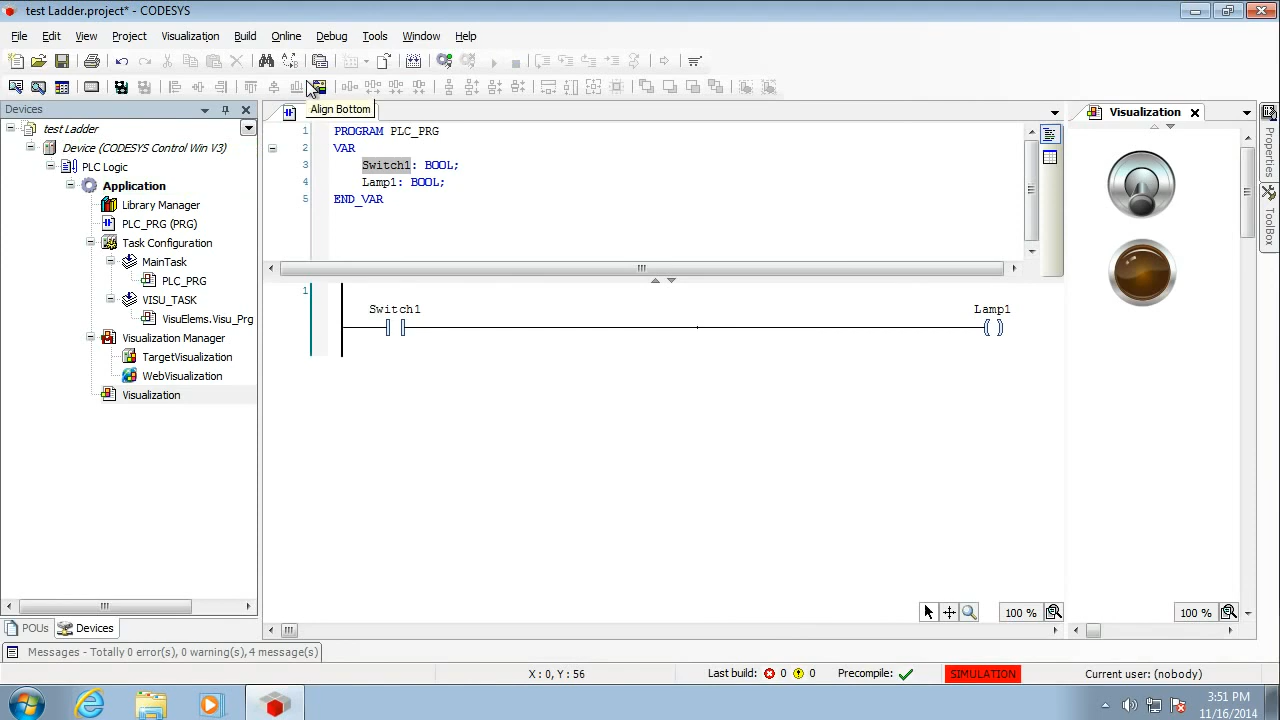 test Ladder.project* - CODESYS
File Edit View Project Visualization Build Online Debug Tools Window Help
Devices
Align Bottom
Visualization
test Ladder
Device (CODESYS Control Win V3)
PLC Logic
Application
Library Manager
PLC_PRG (PRG)
Task Configuration
MainTask
PLC_PRG
VISU_TASK
VisuElems.Visu_Prg
Visualization Manager
TargetVisualization
WebVisualization
Visualization
POUs
Devices
1 PROGRAM PLC_PRG
2 VAR
3 Switch1: BOOL;
4 Lamp1: BOOL;
5 END_VAR
1
Switch1
Lamp1
100 %
100 %
Properties
ToolBox
Messages - Totally 0 error(s), 0 warning(s), 4 message(s)
X : 0, Y : 56
Last build: 0 0
Precompile:
SIMULATION
Current user: (nobody)
3:51 PM
11/16/2014